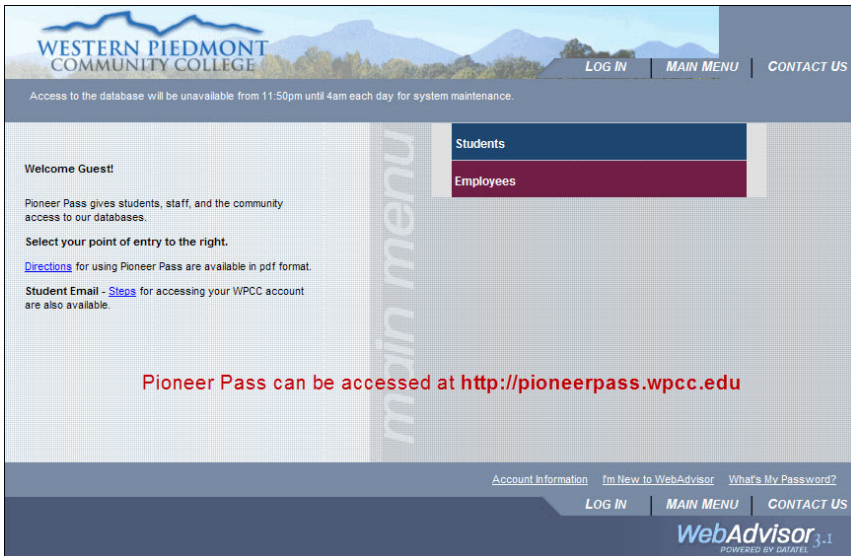 WESTERN PIEDMONT
COMMUNITY COLLEGE
LOG IN MAIN MENU CONTACT US
Access to the database will be unavailable from 11:50pm until 4am each day for system maintenance.
main menu
Students
Employees
Welcome Guest!
Pioneer Pass gives students, staff, and the community
access to our databases.
Select your point of entry to the right.
Directions for using Pioneer Pass are available in pdf format.
Student Email - Steps for accessing your WPCC account
are also available.
Pioneer Pass can be accessed at http://pioneerpass.wpcc.edu
Account Information I'm New to WebAdvisor What's My Password?
LOG IN MAIN MENU CONTACT US
WebAdvisor 3.1
POWERED BY DATATEL